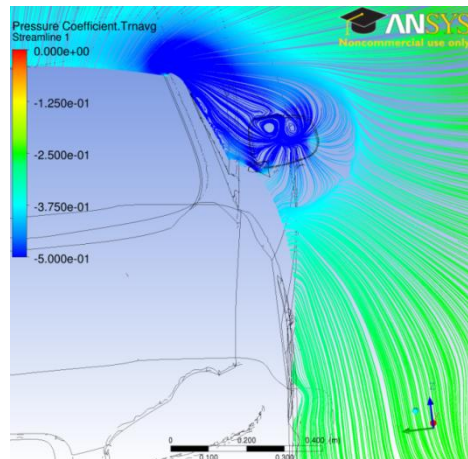 Pressure Coefficient.Trnavg
Streamline 1
0.000e+00
-1.250e-01
-2.500e-01
-3.750e-01
-5.000e-01
ANSYS
Noncommercial use only
0 0.200 0.400 (m)
0.100 0.300